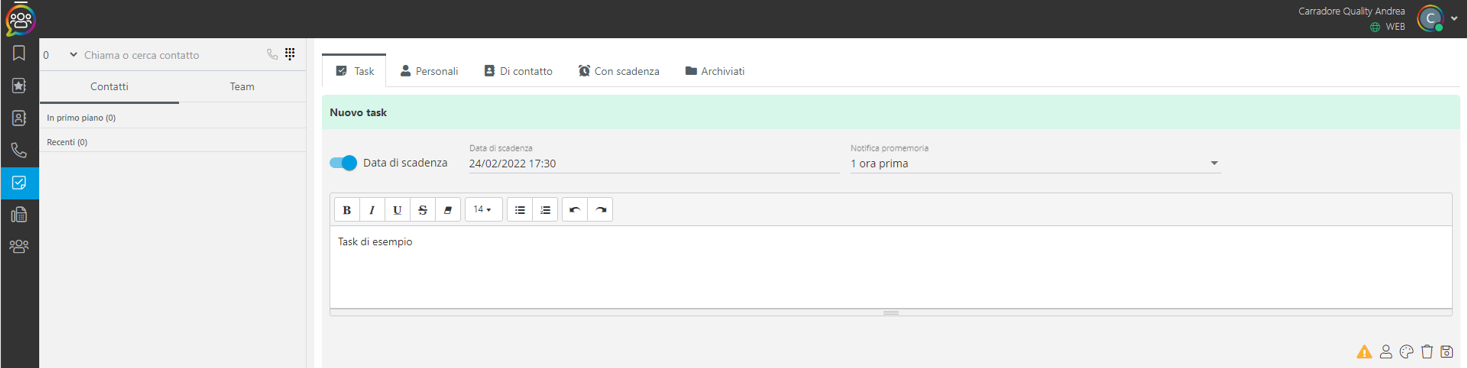 Carradore Quality Andrea
WEB
C
0 Chiama o cerca contatto
Contatti Team
In primo piano (0)
Recenti (0)
Task Personali Di contatto Con scadenza Archiviati
Nuovo task
Data di scadenza
Data di scadenza
24/02/2022 17:30
Notifica promemoria
1 ora prima
B I U S 14
Task di esempio